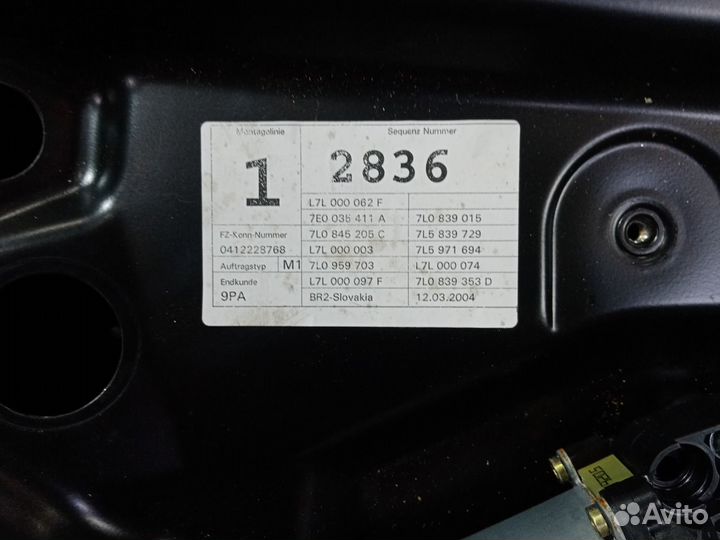 Montagelinie
Sequenz Nummer
1
2836
L7L 000 062 F
7E0 035 411 A 7L0 839 015
FZ-Kenn-Nummer 7L0 845 205 C 7L5 839 729
0412228768 L7L 000 003 7L5 971 694
Auftragstyp M1 7L0 959 703 L7L 000 074
Endkunde L7L 000 097 F 7L0 839 353 D
9PA BR2-Slovakia 12.03.2004
Avito